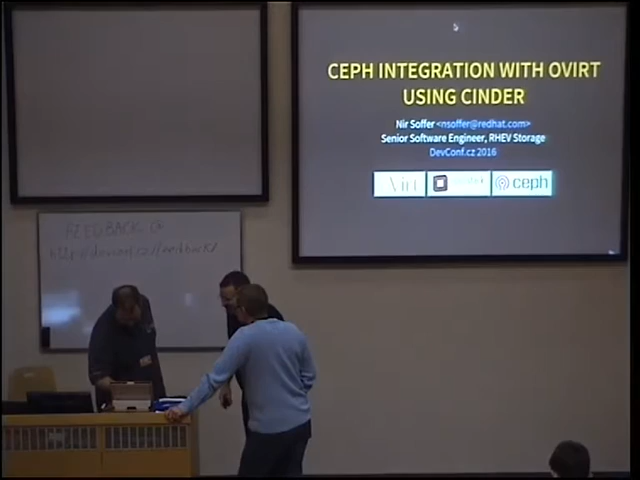 CEPH INTEGRATION WITH OVIRT
USING CINDER
Nir Soffer <nsoffer@redhat.com>
Senior Software Engineer, RHEV Storage
DevConf.cz 2016
ceph
FEEDBACK